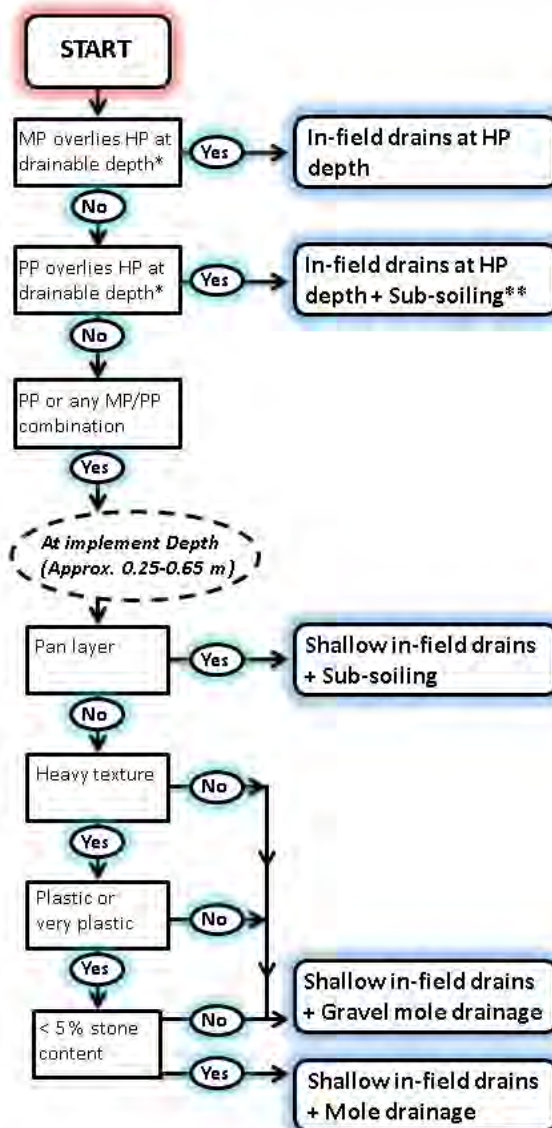 START
MP overlies HP at
drainable depth*
Yes
In-field drains at HP
depth
No
PP overlies HP at
drainable depth*
Yes
In-field drains at HP
depth + Sub-soiling**
No
PP or any MP/PP
combination
Yes
At implement Depth
(Approx. 0.25-0.65 m)
Pan layer
Yes
Shallow in-field drains
+ Sub-soiling
No
Heavy texture
No
Yes
Plastic or
very plastic
No
Yes
< 5% stone
content
No
Shallow in-field drains
+ Gravel mole drainage
Yes
Shallow in-field drains
+ Mole drainage